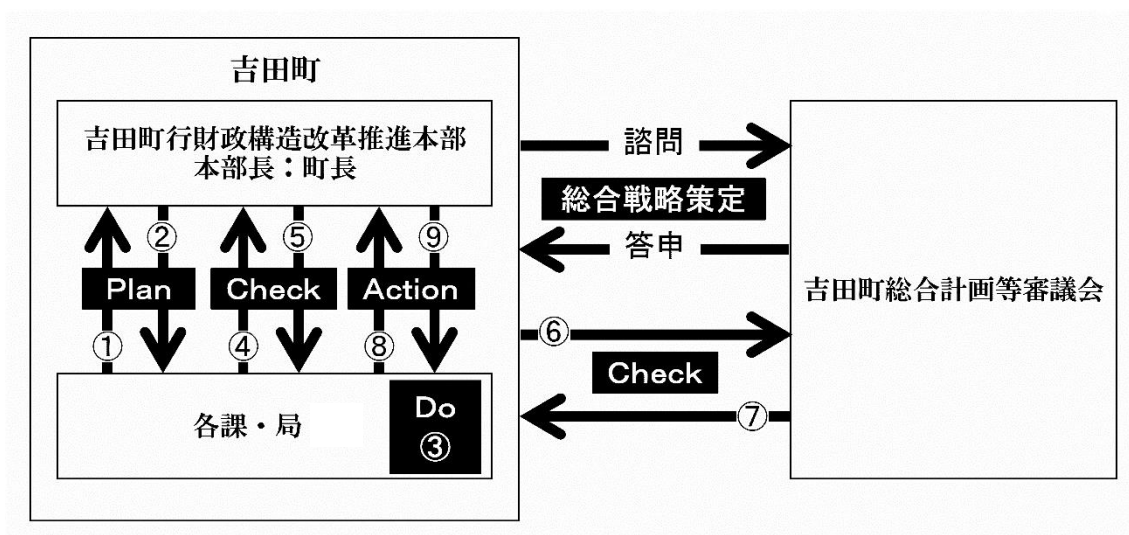 吉田町
吉田町行財政構造改革推進本部
本部長：町長
諮問
総合戦略策定
答申
② ⑤ ⑨
Plan Check Action
① ④ ⑧
各課・局
Do
③
⑥
Check
⑦
吉田町総合計画等審議会